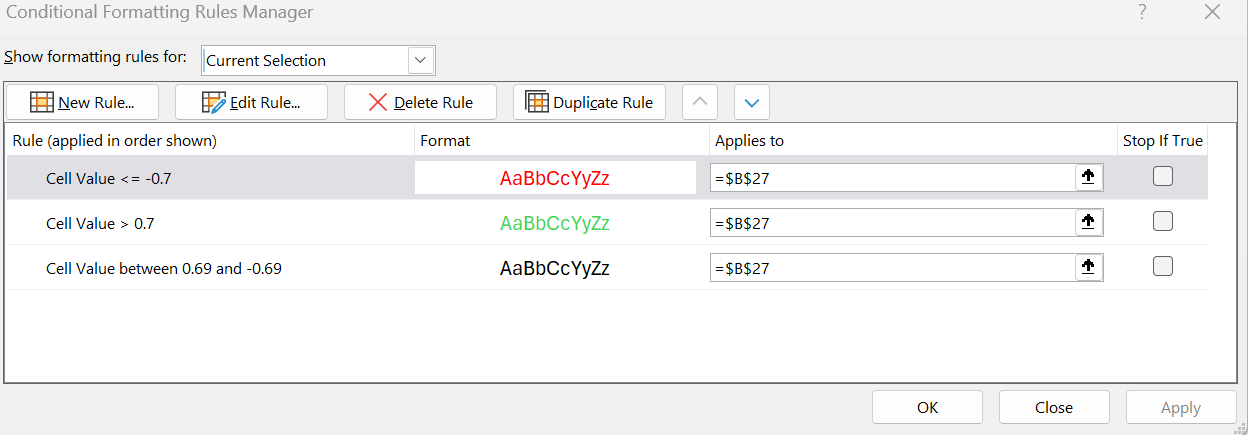 Conditional Formatting Rules Manager ?
Show formatting rules for: Current Selection
New Rule... Edit Rule... Delete Rule Duplicate Rule
Rule (applied in order shown) Format Applies to Stop If True
Cell Value <= -0.7 AaBbCcYyZz =$B$27
Cell Value > 0.7 AaBbCcYyZz =$B$27
Cell Value between 0.69 and -0.69 AaBbCcYyZz =$B$27
OK Close Apply